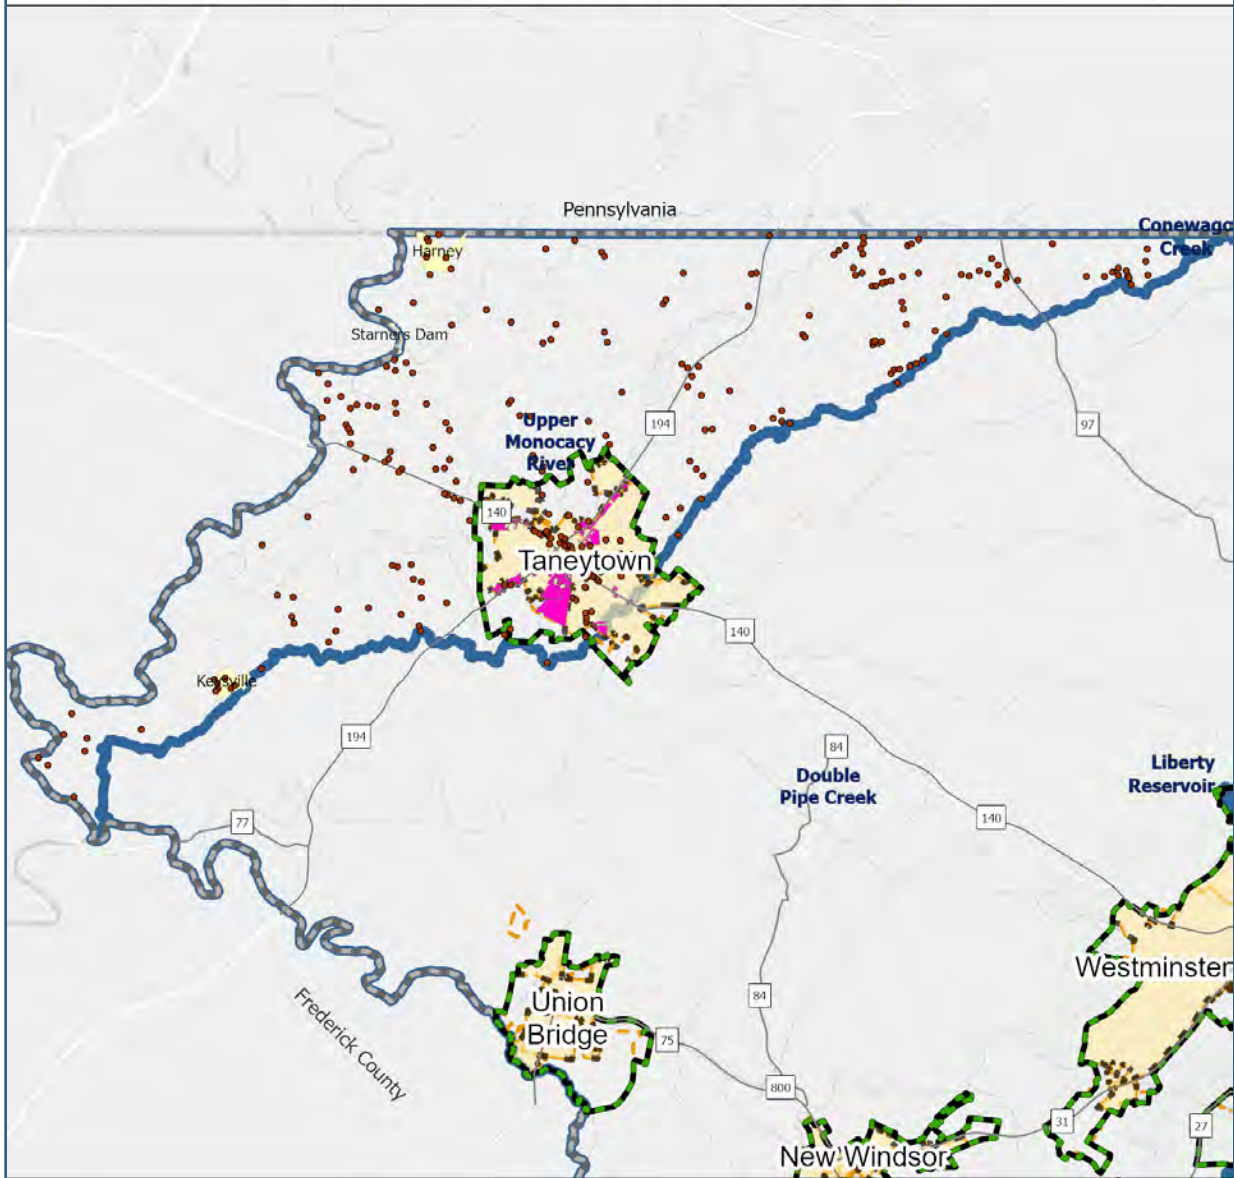 Pennsylvania
Conewago
Creek
Harney
Starners Dam
Upper
Monocacy
River
194
97
140
Taneytown
140
Keysville
194
84
Double
Pipe Creek
Liberty
Reservoir
77
140
Westminster
Union
Bridge
84
75
Frederick County
800
31
27
New Windsor